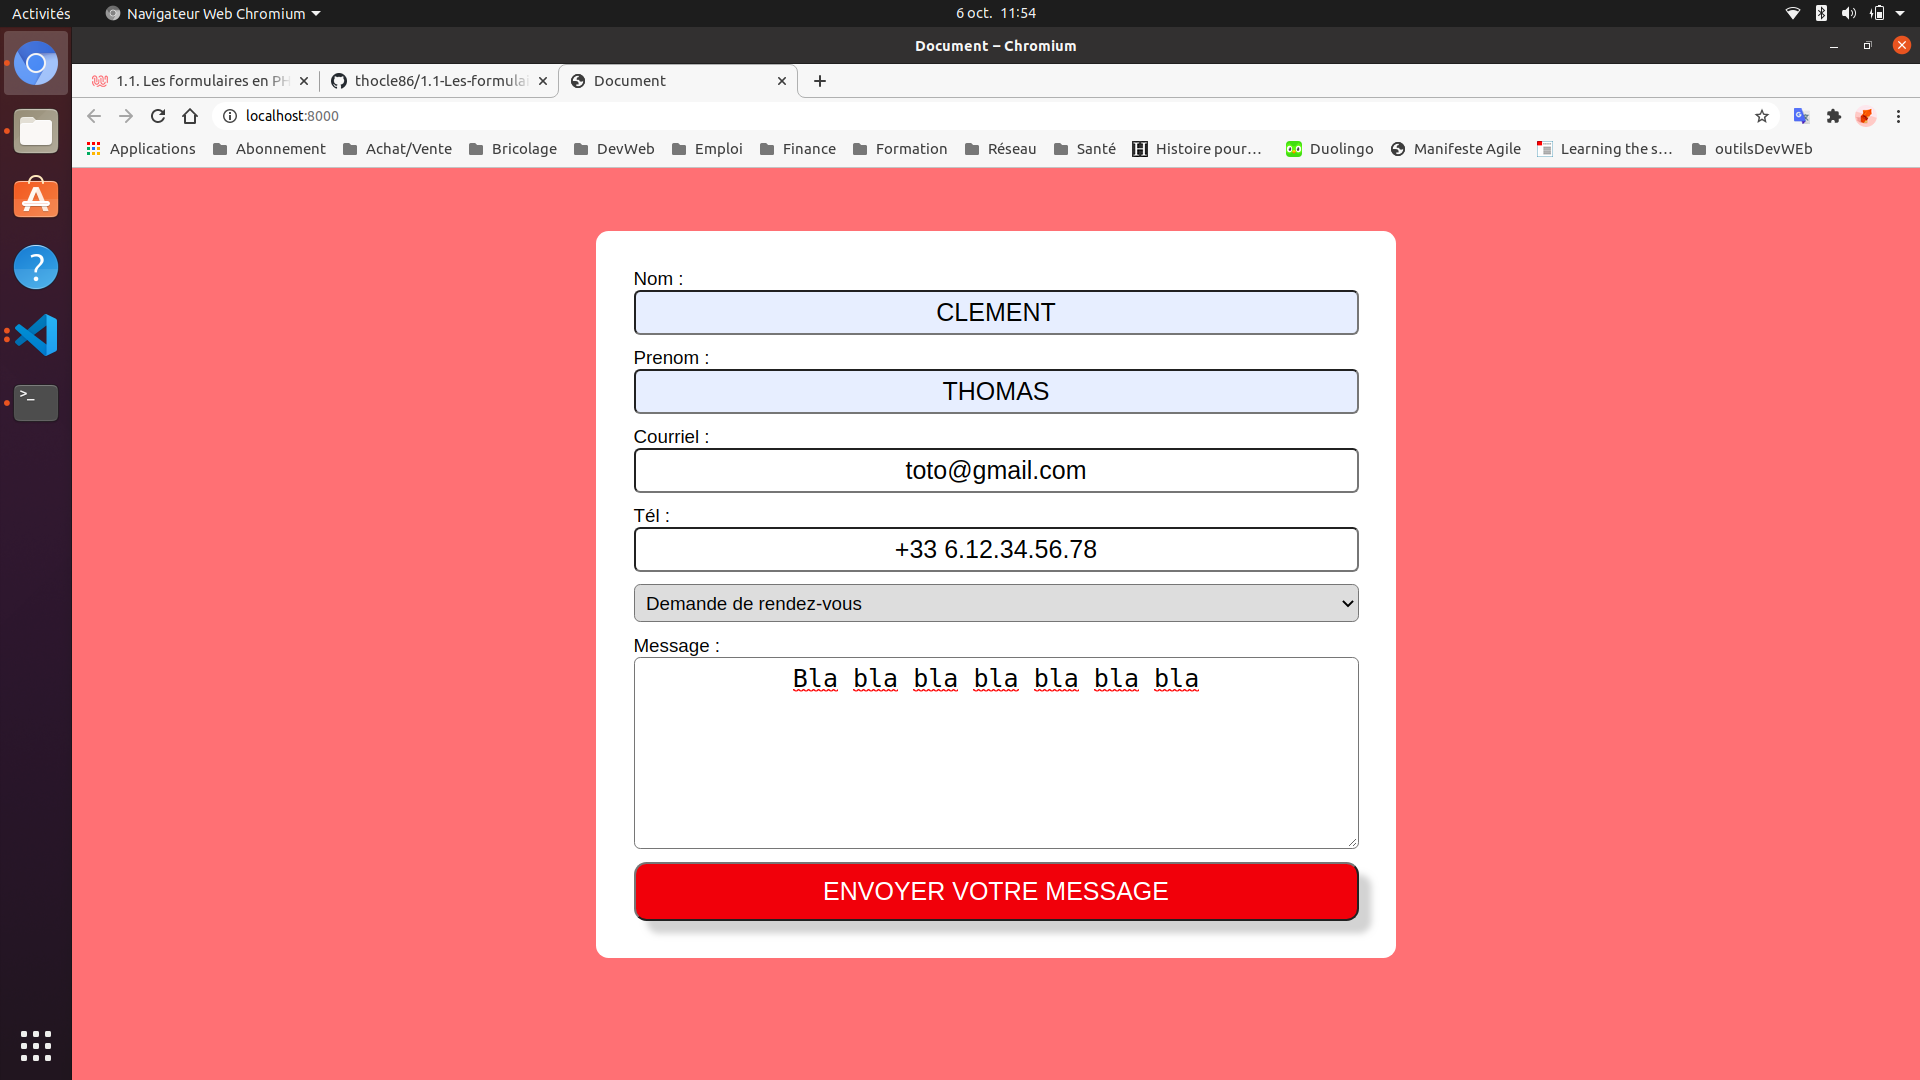 Activités
Navigateur Web Chromium
6 oct. 11:54
Document – Chromium
1.1. Les formulaires en PH
thocle86/1.1-Les-formulai
Document
localhost:8000
Applications
Abonnement
Achat/Vente
Bricolage
DevWeb
Emploi
Finance
Formation
Réseau
Santé
Histoire pour…
Duolingo
Manifeste Agile
Learning the s…
outilsDevWEb
Nom :
CLEMENT
Prenom :
THOMAS
Courriel :
toto@gmail.com
Tél :
+33 6.12.34.56.78
Demande de rendez-vous
Message :
Bla bla bla bla bla bla bla
ENVOYER VOTRE MESSAGE